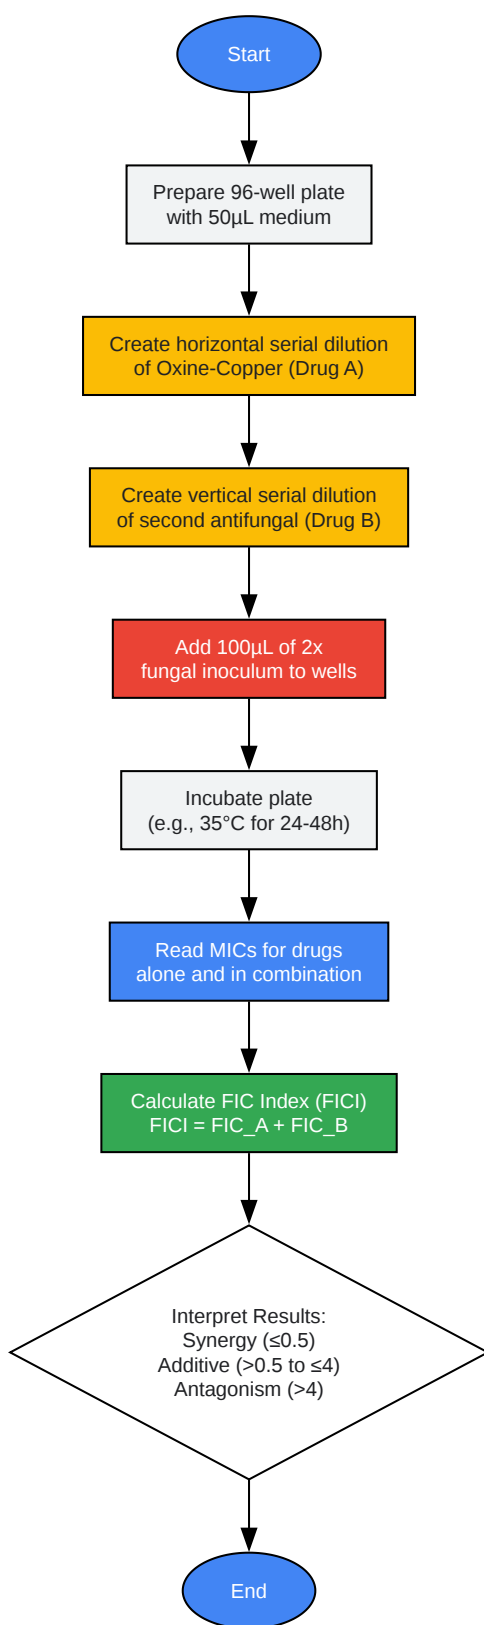 Start
Prepare 96-well plate
with 50µL medium
Create horizontal serial dilution
of Oxine-Copper (Drug A)
Create vertical serial dilution
of second antifungal (Drug B)
Add 100µL of 2x
fungal inoculum to wells
Incubate plate
(e.g., 35°C for 24-48h)
Read MICs for drugs
alone and in combination
Calculate FIC Index (FICI)
FICI = FIC_A + FIC_B
Interpret Results:
Synergy (≤0.5)
Additive (>0.5 to ≤4)
Antagonism (>4)
End